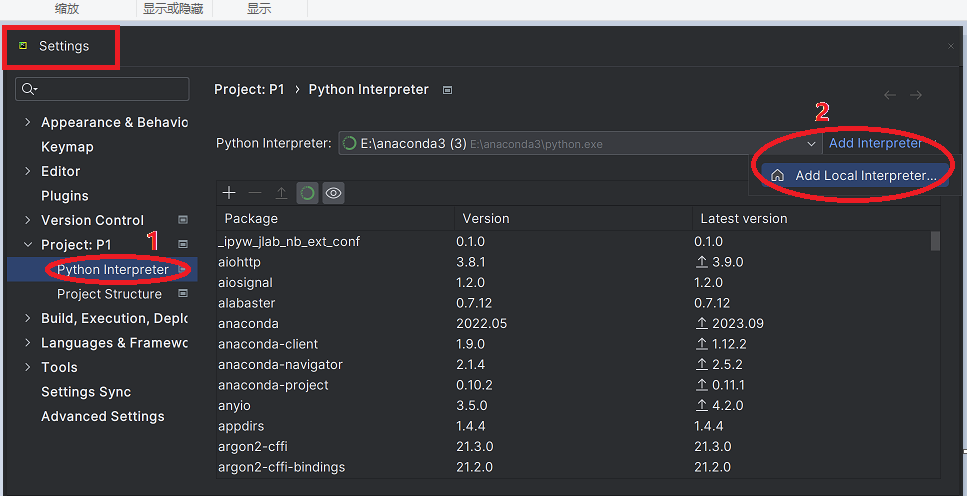 缩放 显示或隐藏 显示
Settings
Project: P1 › Python Interpreter
Appearance & Behavio
2
Python Interpreter: E:\anaconda3 (3) E:\anaconda3\python.exe Add Interpreter
Keymap
Editor
Add Local Interpreter...
Plugins
Version Control
Project: P1
1
Python Interpreter
Project Structure
Build, Execution, Deplo
Languages & Framewo
Tools
Settings Sync
Advanced Settings
Package Version Latest version
_ipyw_jlab_nb_ext_conf 0.1.0 0.1.0
aiohttp 3.8.1 3.9.0
aiosignal 1.2.0 1.2.0
alabaster 0.7.12 0.7.12
anaconda 2022.05 2023.09
anaconda-client 1.9.0 1.12.2
anaconda-navigator 2.1.4 2.5.2
anaconda-project 0.10.2 0.11.1
anyio 3.5.0 4.2.0
appdirs 1.4.4 1.4.4
argon2-cffi 21.3.0 21.3.0
argon2-cffi-bindings 21.2.0 21.2.0